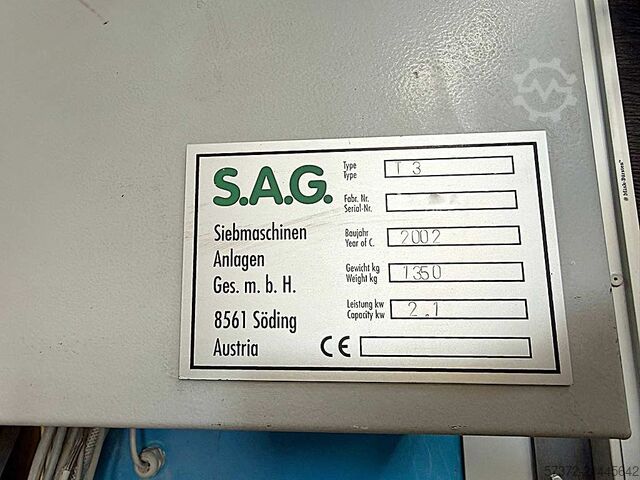 S.A.G.
Siebmaschinen
Anlagen
Ges. m. b. H.
8561 Söding
Austria
Type
Type
T 3
Fabr. Nr.
Serial-Nr.
Baujahr
Year of C.
2002
Gewicht kg
Weight kg
1350
Leistung kw
Capacity kw
2.1
CE